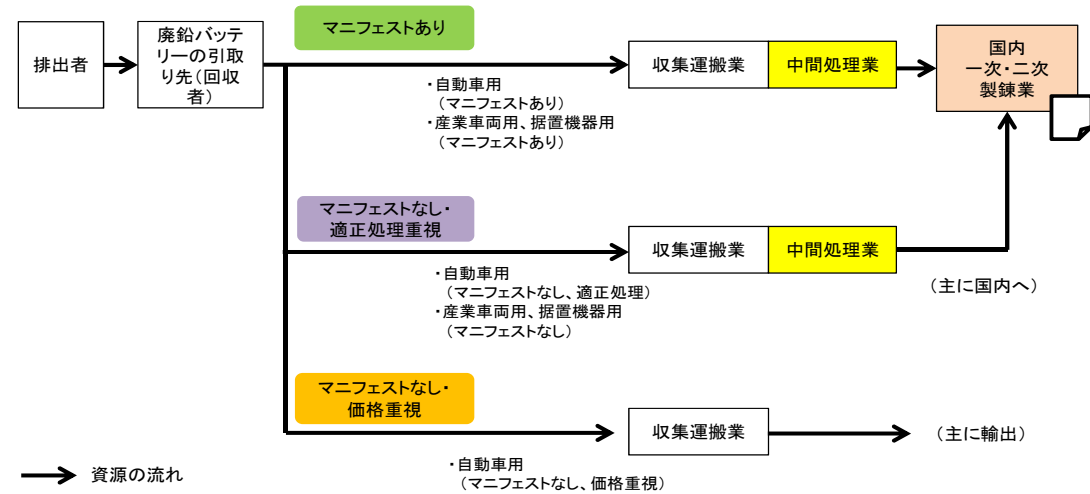 排出者
廃鉛バッテ
リーの引取
り先(回収
者)
マニフェストあり
・自動車用
(マニフェストあり)
・産業車両用、据置機器用
(マニフェストあり)
収集運搬業
中間処理業
国内
一次・二次
製錬業
マニフェストなし・
適正処理重視
・自動車用
(マニフェストなし、適正処理)
・産業車両用、据置機器用
(マニフェストなし)
収集運搬業
中間処理業
(主に国内へ)
マニフェストなし・
価格重視
・自動車用
(マニフェストなし、価格重視)
収集運搬業
(主に輸出)
資源の流れ